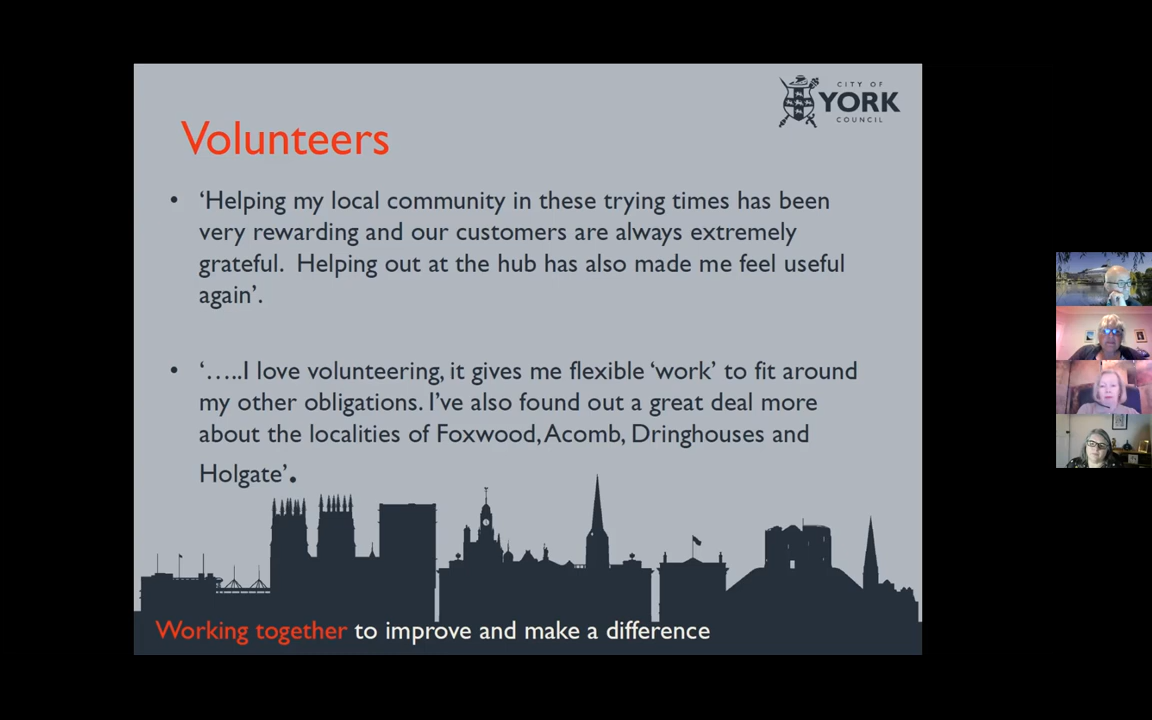 CITY OF
YORK
COUNCIL
Volunteers
• ‘Helping my local community in these trying times has been
very rewarding and our customers are always extremely
grateful.  Helping out at the hub has also made me feel useful
again’.
• ‘…..I love volunteering, it gives me flexible ‘work’ to fit around
my other obligations. I’ve also found out a great deal more
about the localities of Foxwood, Acomb, Dringhouses and
Holgate’.
Working together to improve and make a difference